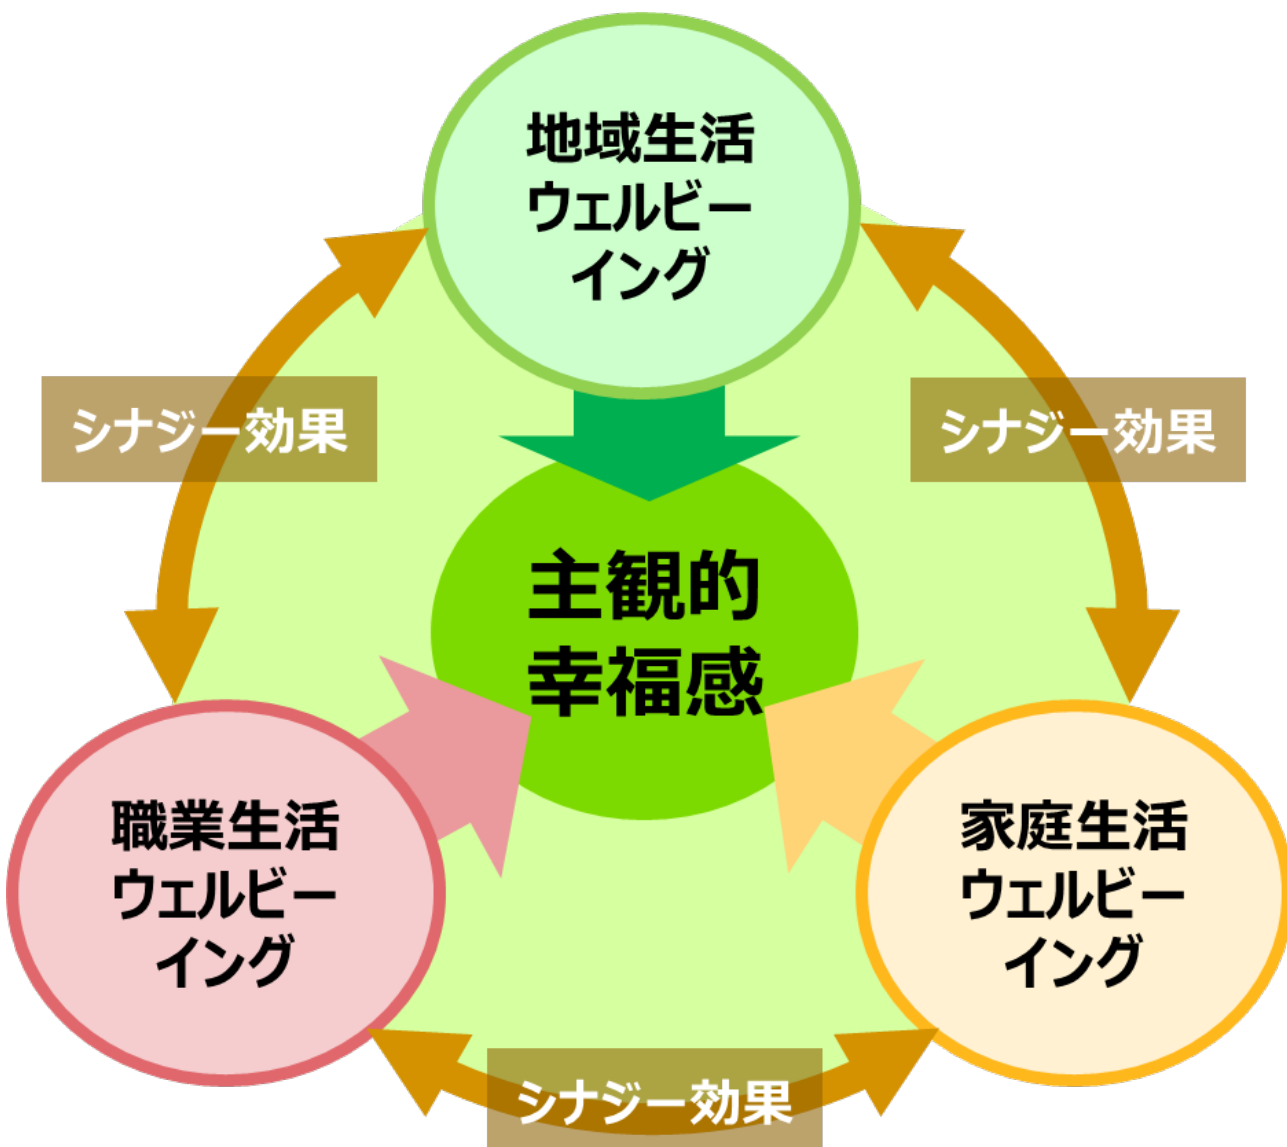 地域生活
ウェルビー
イング
シナジー効果
シナジー効果
主観的
幸福感
職業生活
ウェルビー
イング
家庭生活
ウェルビー
イング
シナジー効果